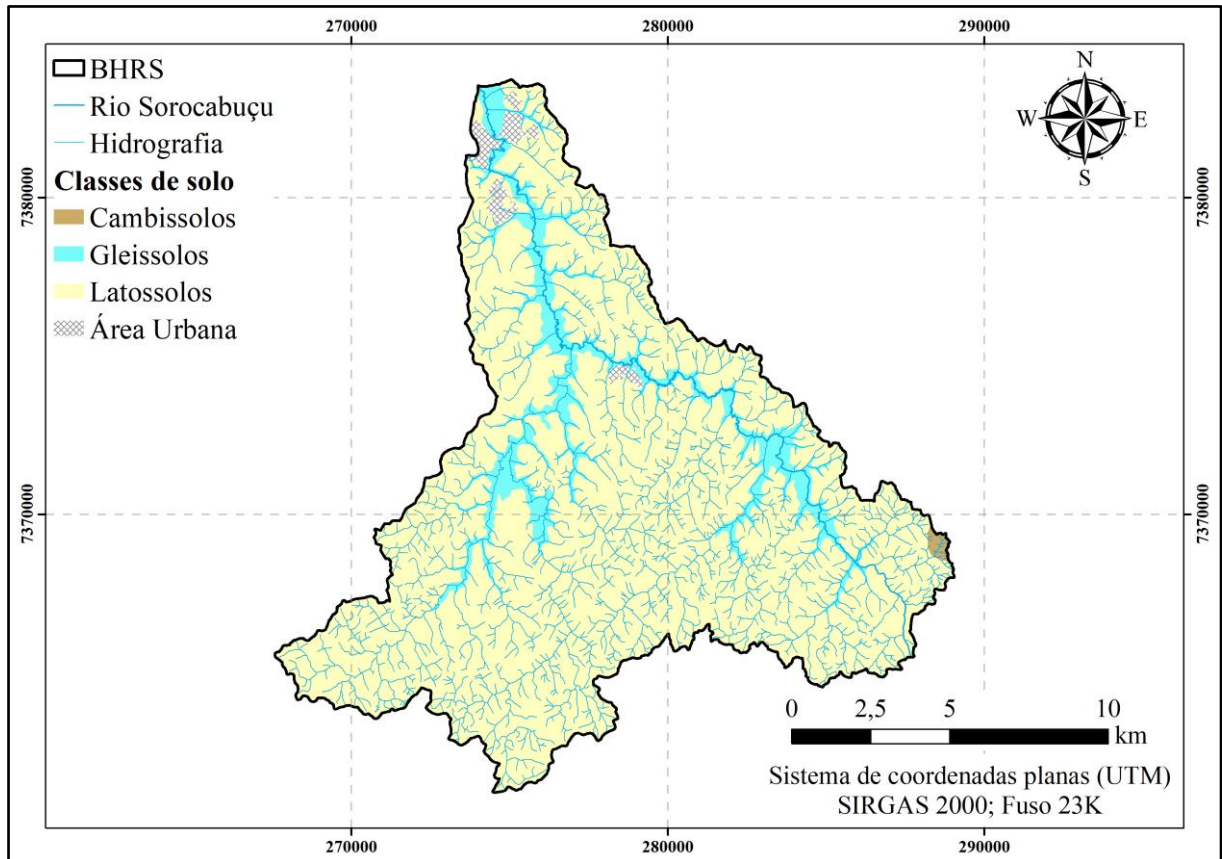 270000
280000
290000
BHRS
Rio Sorocabuçu
Hidrografia
Classes de solo
Cambissolos
Gleissolos
Latossolos
Área Urbana
N
W
E
S
7380000
7380000
7370000
7370000
0
2,5
5
10
km
Sistema de coordenadas planas (UTM)
SIRGAS 2000; Fuso 23K
270000
280000
290000